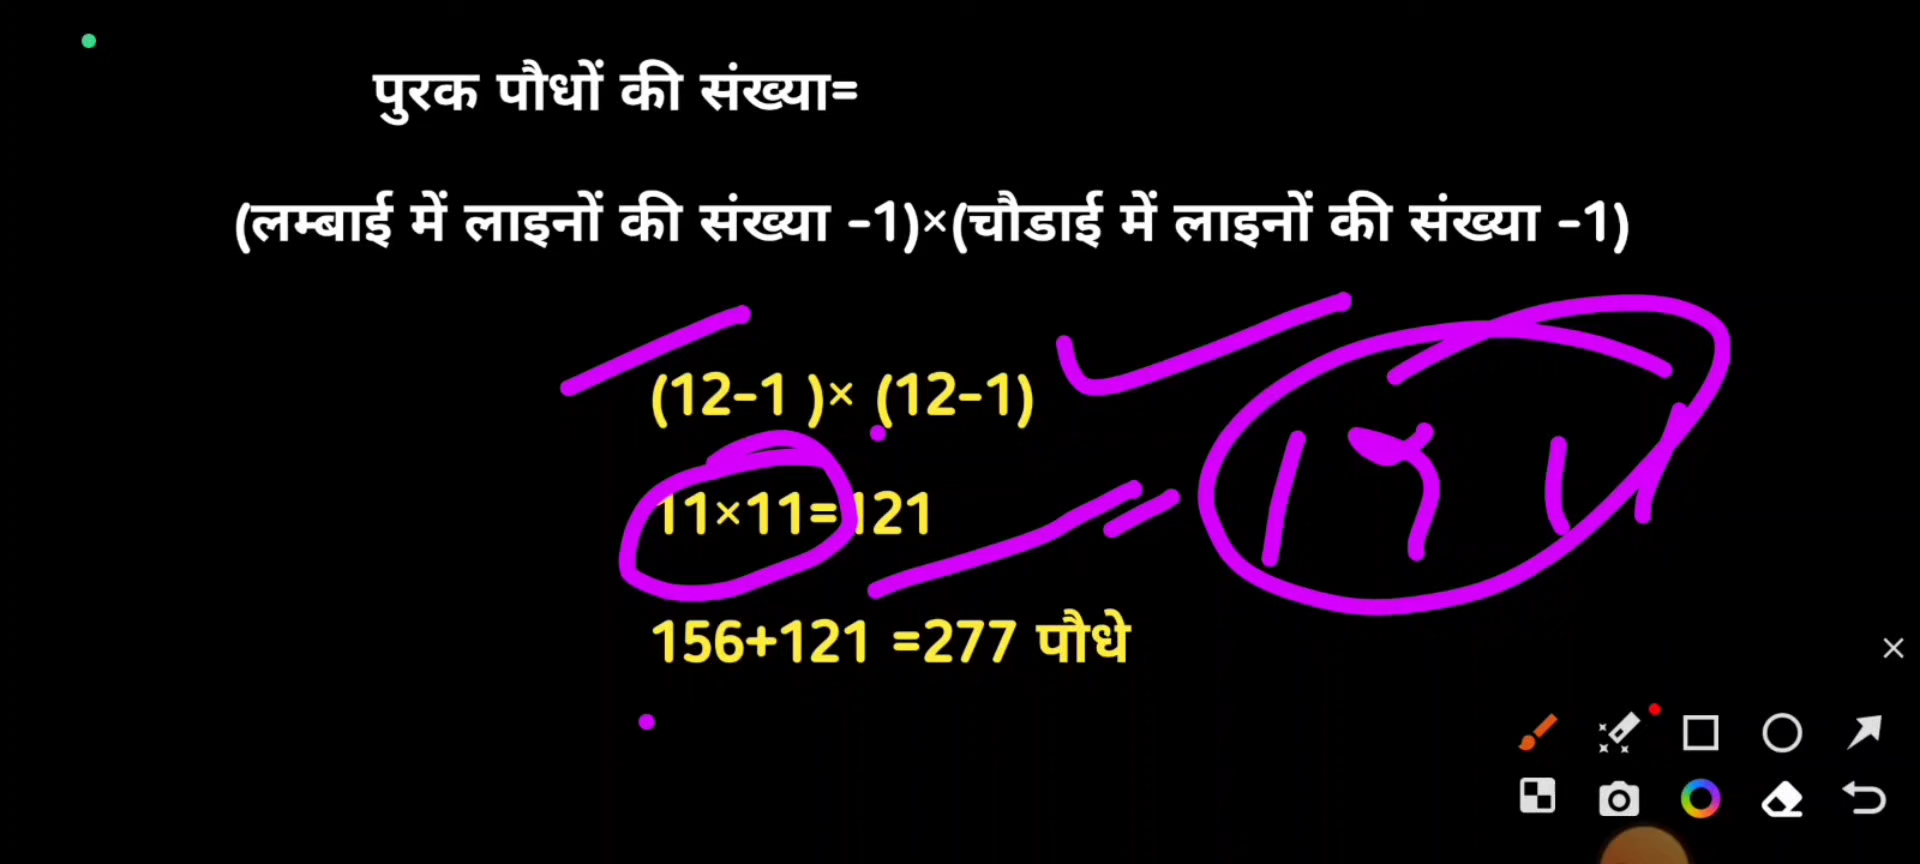 पुरक पौधों की संख्या=
(लम्बाई में लाइनों की संख्या -1)×(चौडाई में लाइनों की संख्या -1)
(12-1 )× (12-1)
11×11=121
156+121 =277 पौधे